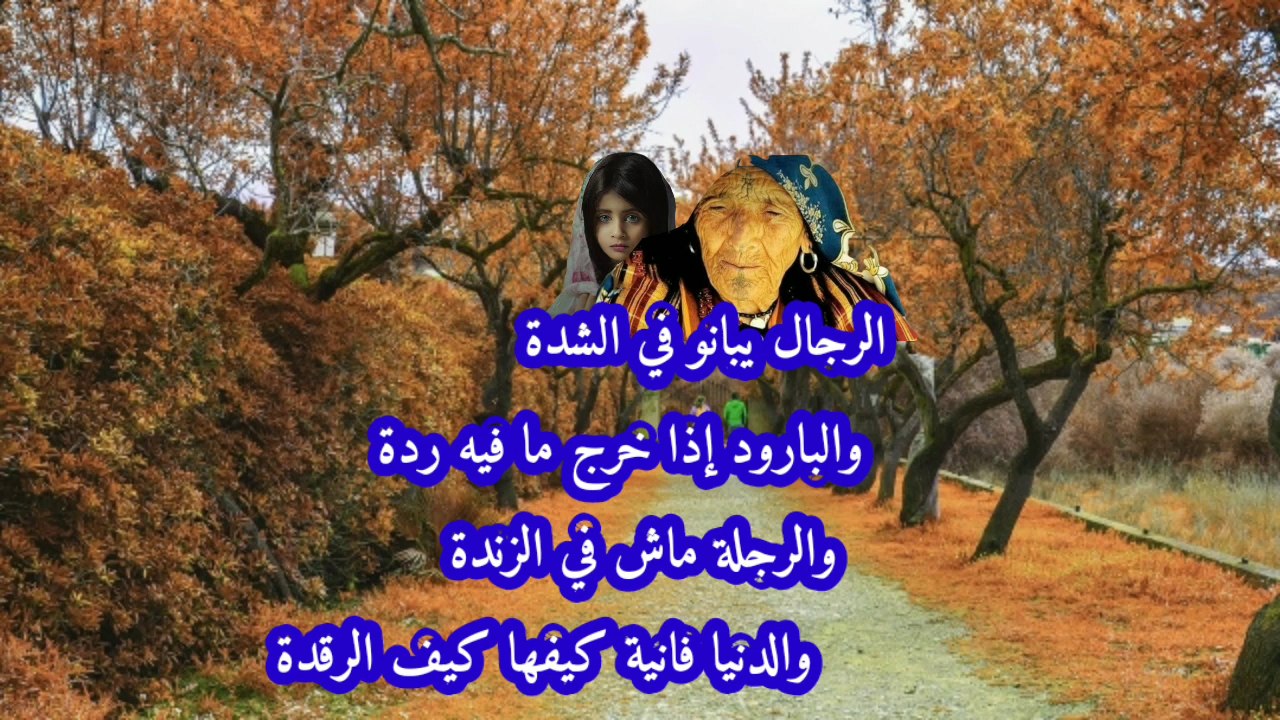 الرجال يبانو في الشدة
والبارود إذا خرج ما فيه ردة
والرجلة ماش في الزندة
والدنيا فانية كيفها كيف الرقدة